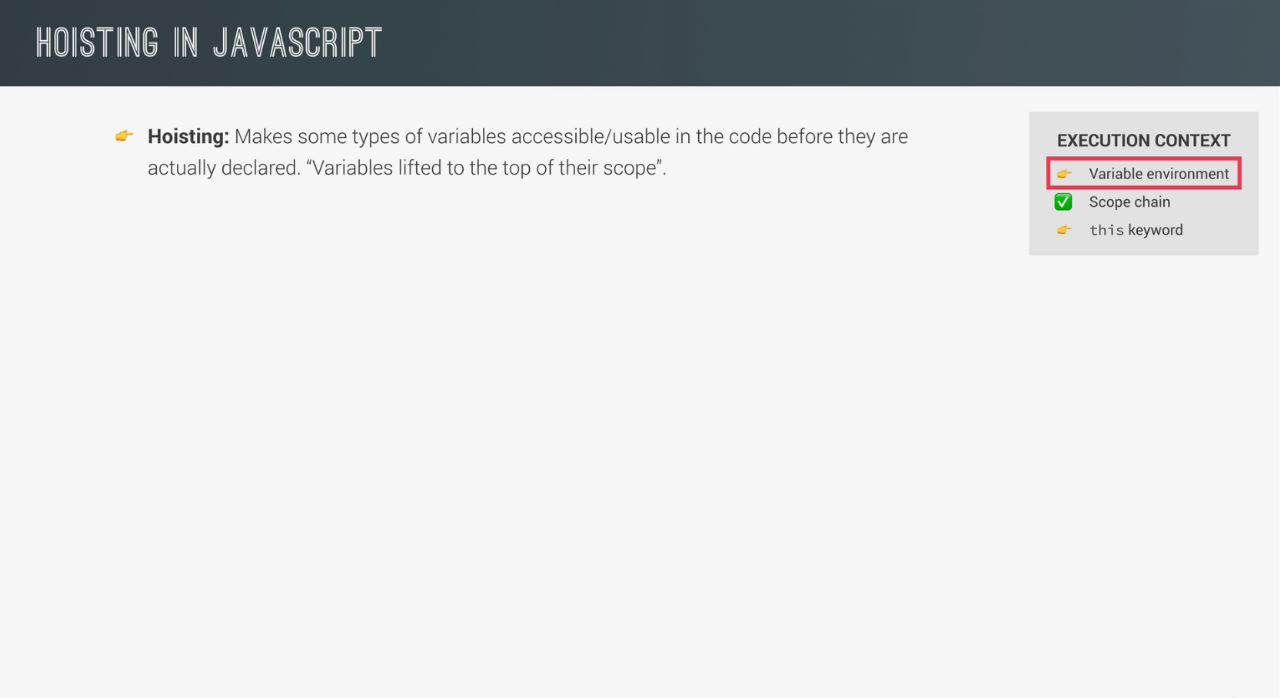 HOISTING IN JAVASCRIPT
Hoisting: Makes some types of variables accessible/usable in the code before they are
actually declared. “Variables lifted to the top of their scope”.
EXECUTION CONTEXT
Variable environment
Scope chain
this keyword